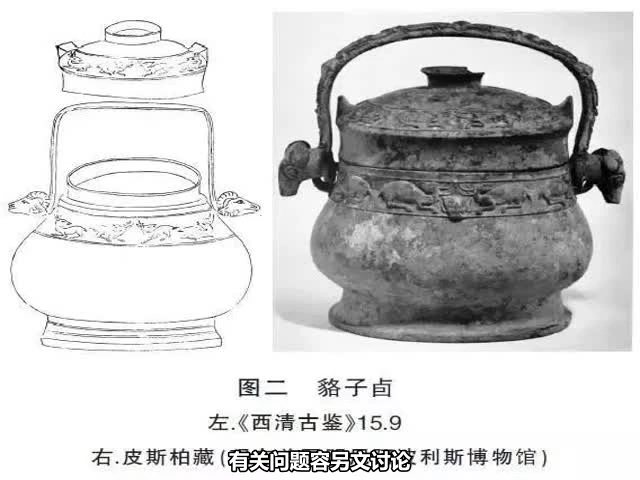 图二 貉子卣
左.《西清古鉴》15.9
右.皮斯柏藏(
波利斯博物馆)
有关问题容另文讨论